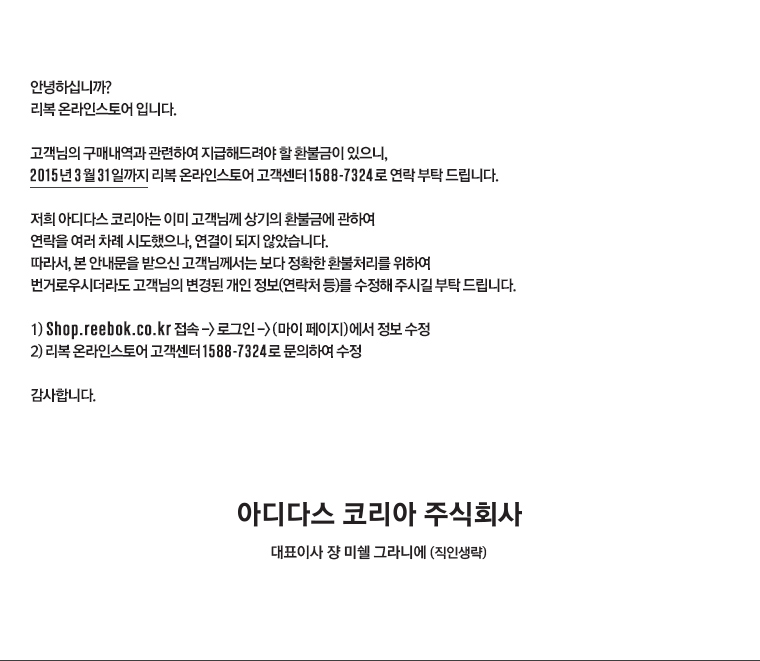 안녕하십니까?
리복 온라인스토어 입니다.
고객님의 구매내역과 관련하여 지급해드려야 할 환불금이 있으니,
2015년 3월 31일까지 리복 온라인스토어 고객센터 1588-7324로 연락 부탁 드립니다.
저희 아디다스 코리아는 이미 고객님께 상기의 환불금에 관하여
연락을 여러 차례 시도했으나, 연결이 되지 않았습니다.
따라서, 본 안내문을 받으신 고객님께서는 보다 정확한 환불처리를 위하여
번거로우시더라도 고객님의 변경된 개인 정보(연락처 등)를 수정해 주시길 부탁 드립니다.
1) Shop.reebok.co.kr 접속 -> 로그인 -> (마이 페이지)에서 정보 수정
2) 리복 온라인스토어 고객센터 1588-7324로 문의하여 수정
감사합니다.
아디다스 코리아 주식회사
대표이사 쟝 미쉘 그라니에 (직인생략)